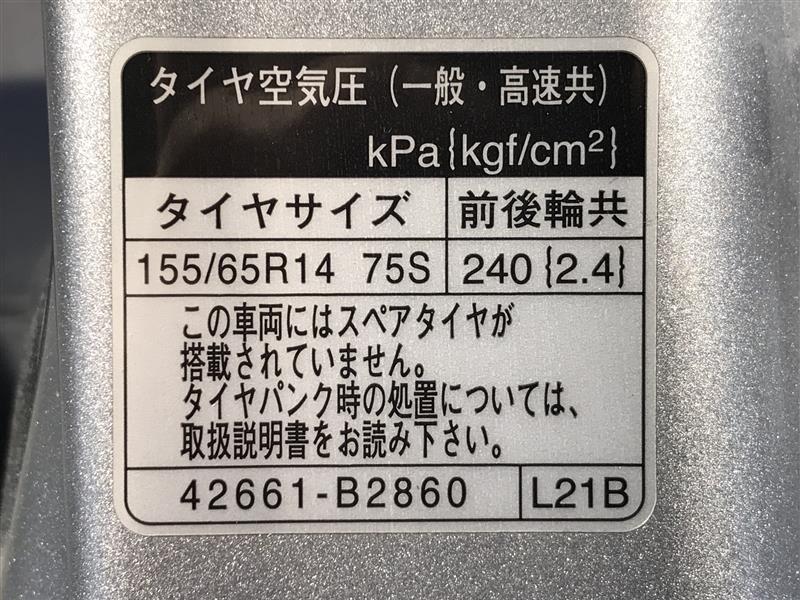 タイヤ空気圧（一般・高速共）
kPa{kgf/cm²}
タイヤサイズ 前後輪共
155/65R14 75S 240{2.4}
この車両にはスペアタイヤが
搭載されていません。
タイヤパンク時の処置については、
取扱説明書をお読み下さい。
42661-B2860 L21B